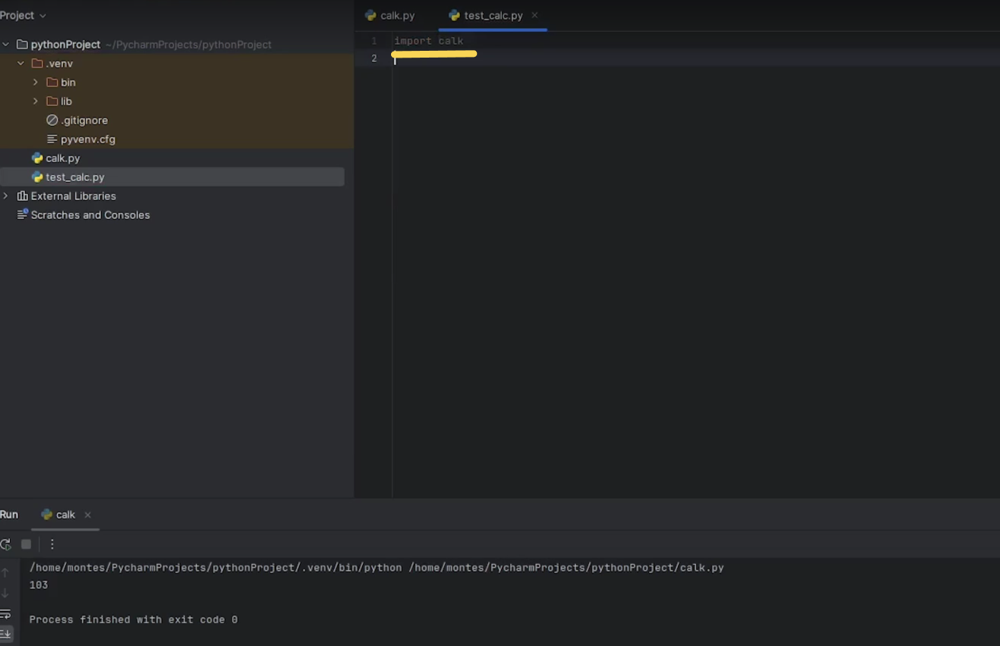 Project
calk.py
test_calc.py
pythonProject ~/PycharmProjects/pythonProject
.venv
bin
lib
.gitignore
pyvenv.cfg
calk.py
test_calc.py
External Libraries
Scratches and Consoles
1 import calk
2
Run
calk
/home/montes/PycharmProjects/pythonProject/.venv/bin/python /home/montes/PycharmProjects/pythonProject/calk.py
103
Process finished with exit code 0